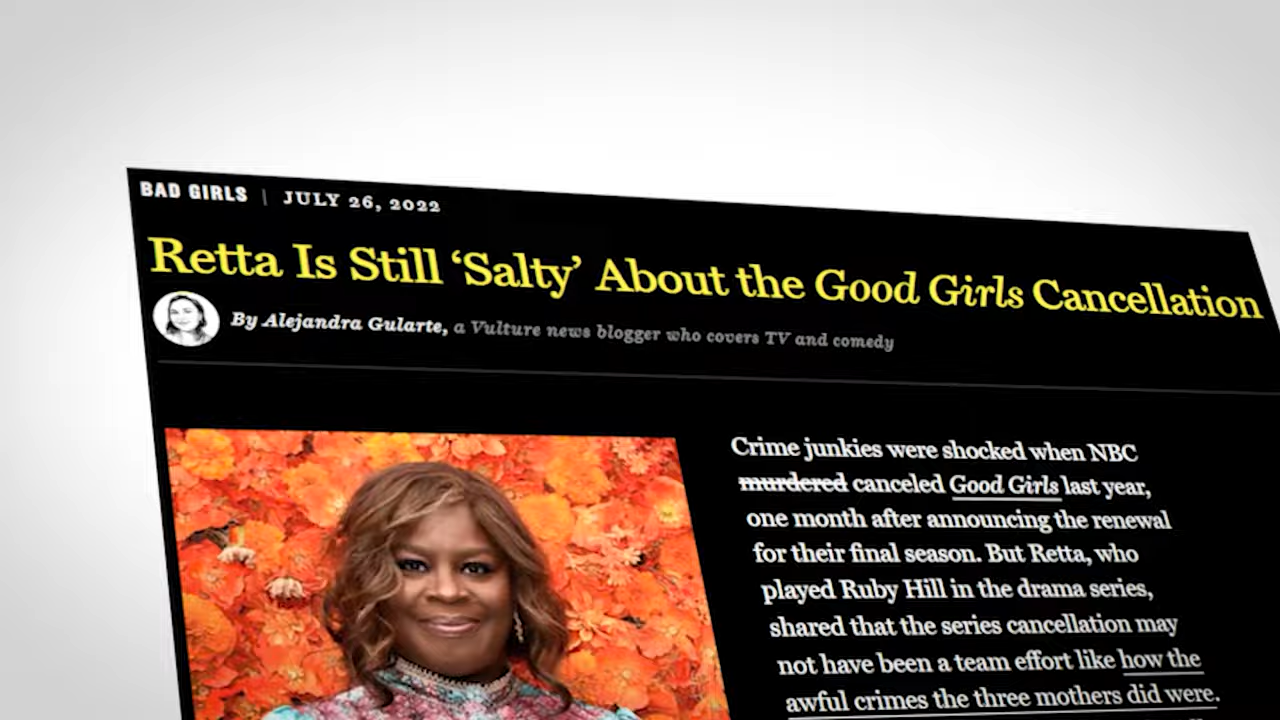 BAD GIRLS | JULY 26, 2022
Retta Is Still ‘Salty’ About the Good Girls Cancellation
By Alejandra Gularte, a Vulture news blogger who covers TV and comedy
Crime junkies were shocked when NBC
murdered canceled Good Girls last year,
one month after announcing the renewal
for their final season. But Retta, who
played Ruby Hill in the drama series,
shared that the series cancellation may
not have been a team effort like how the
awful crimes the three mothers did were.